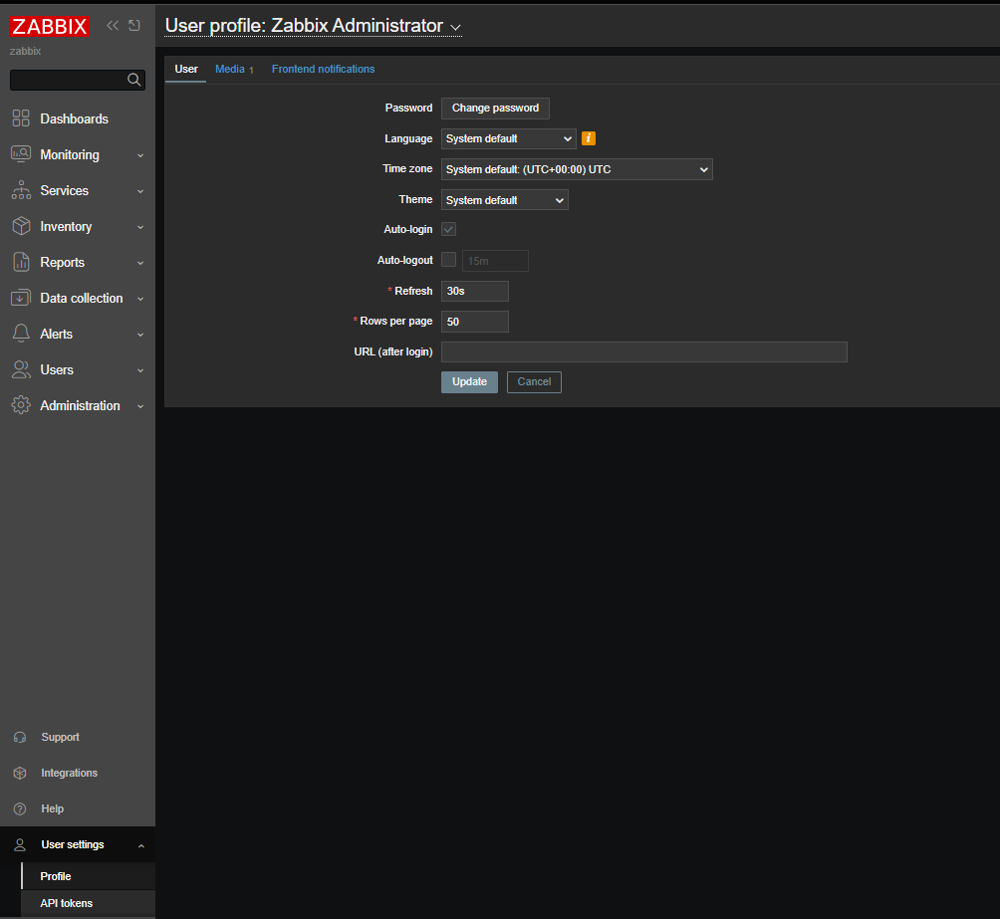 ZABBIX
zabbix
Dashboards
Monitoring
Services
Inventory
Reports
Data collection
Alerts
Users
Administration
Support
Integrations
Help
User settings
Profile
API tokens
User profile: Zabbix Administrator
User Media 1 Frontend notifications
Password Change password
Language System default i
Time zone System default: (UTC+00:00) UTC
Theme System default
Auto-login
Auto-logout 15m
* Refresh 30s
* Rows per page 50
URL (after login)
Update Cancel